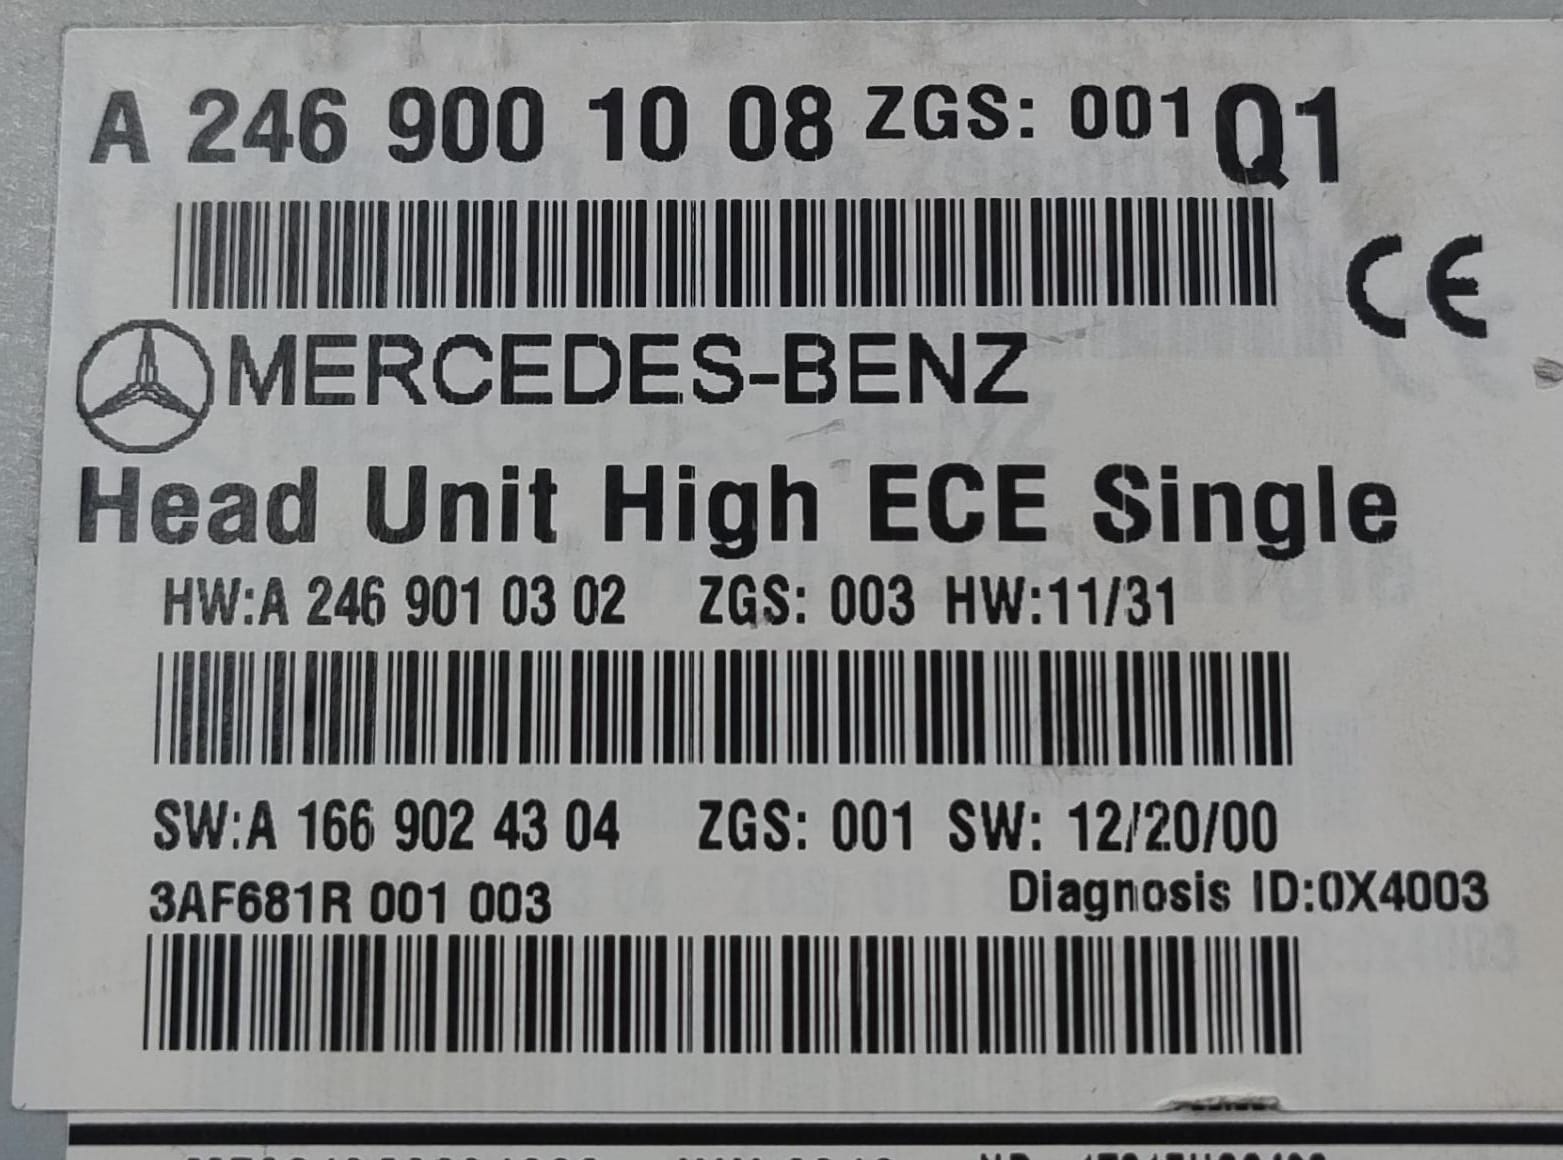 A 246 900 10 08 ZGS: 001 Q1
CE
MERCEDES-BENZ
Head Unit High ECE Single
HW:A 246 901 03 02 ZGS: 003 HW:11/31
SW:A 166 902 43 04 ZGS: 001 SW: 12/20/00
3AF681R 001 003 Diagnosis ID:0X4003